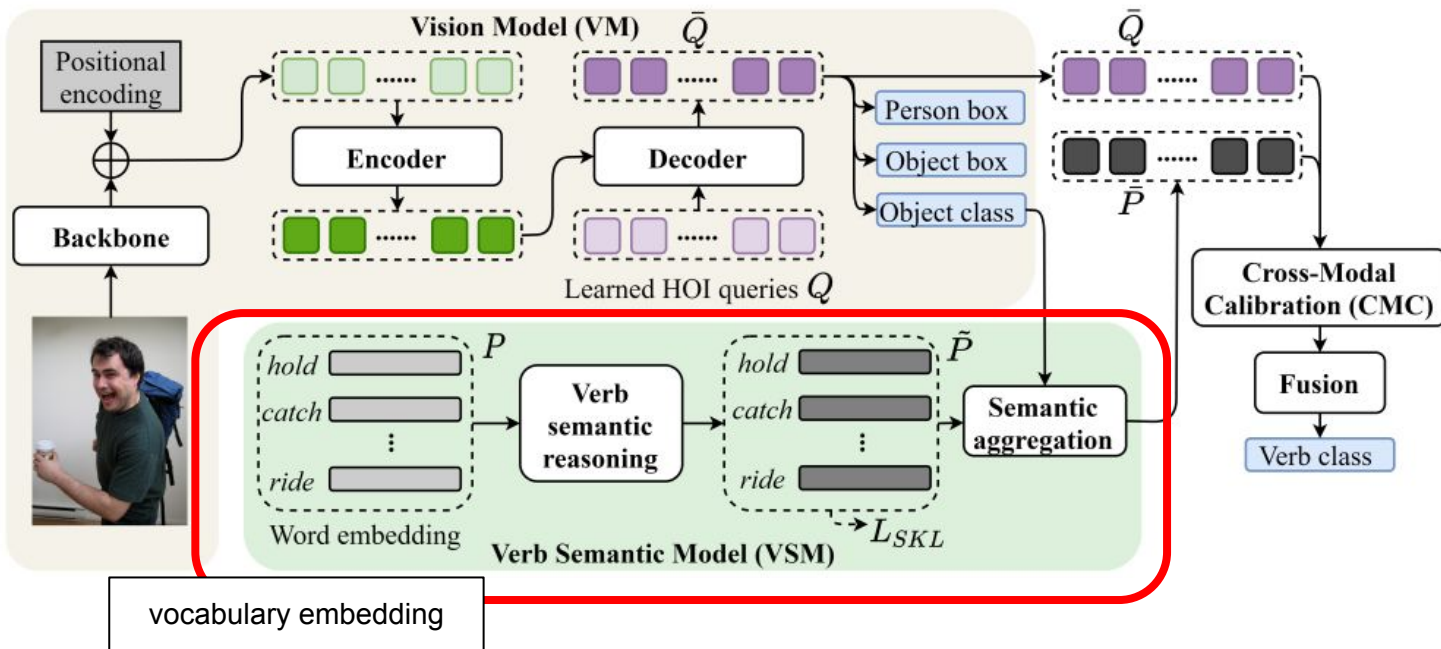 Vision Model (VM)
Positional
encoding
Backbone
......
Encoder
......
Q̄
......
Decoder
......
Learned HOI queries Q
Person box
Object box
Object class
Q̄
......
......
P̄
Cross-Modal
Calibration (CMC)
Fusion
Verb class
hold
catch
⋮
ride
P
Word embedding
Verb
semantic
reasoning
hold
catch
⋮
ride
P̃
L_SKL
Semantic
aggregation
Verb Semantic Model (VSM)
vocabulary embedding